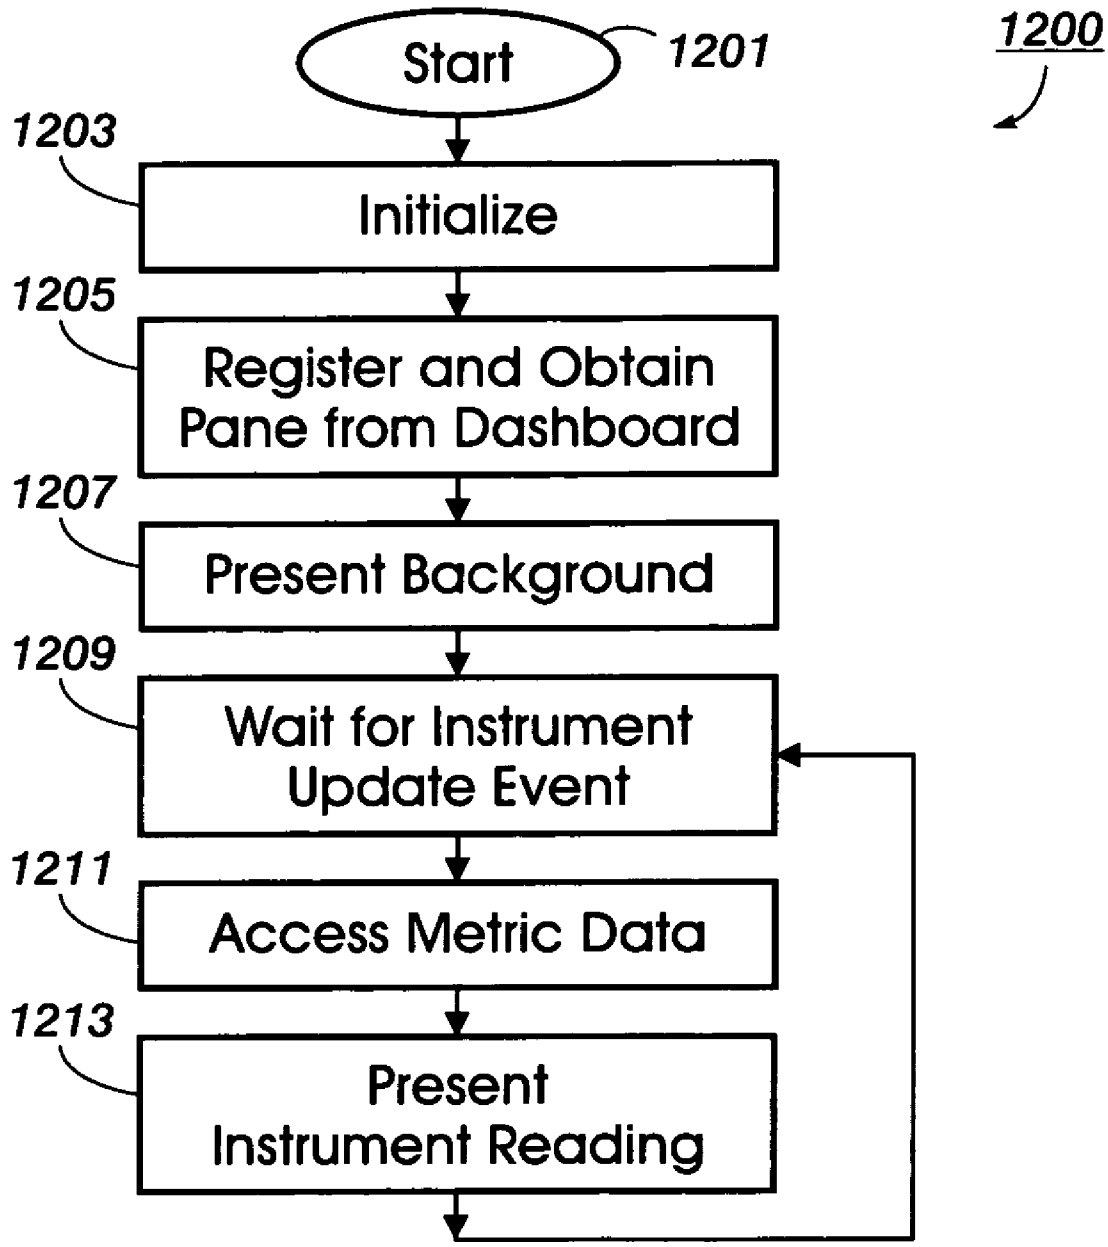 Start
1201
1200
1203
Initialize
1205
Register and Obtain
Pane from Dashboard
1207
Present Background
1209
Wait for Instrument
Update Event
1211
Access Metric Data
1213
Present
Instrument Reading